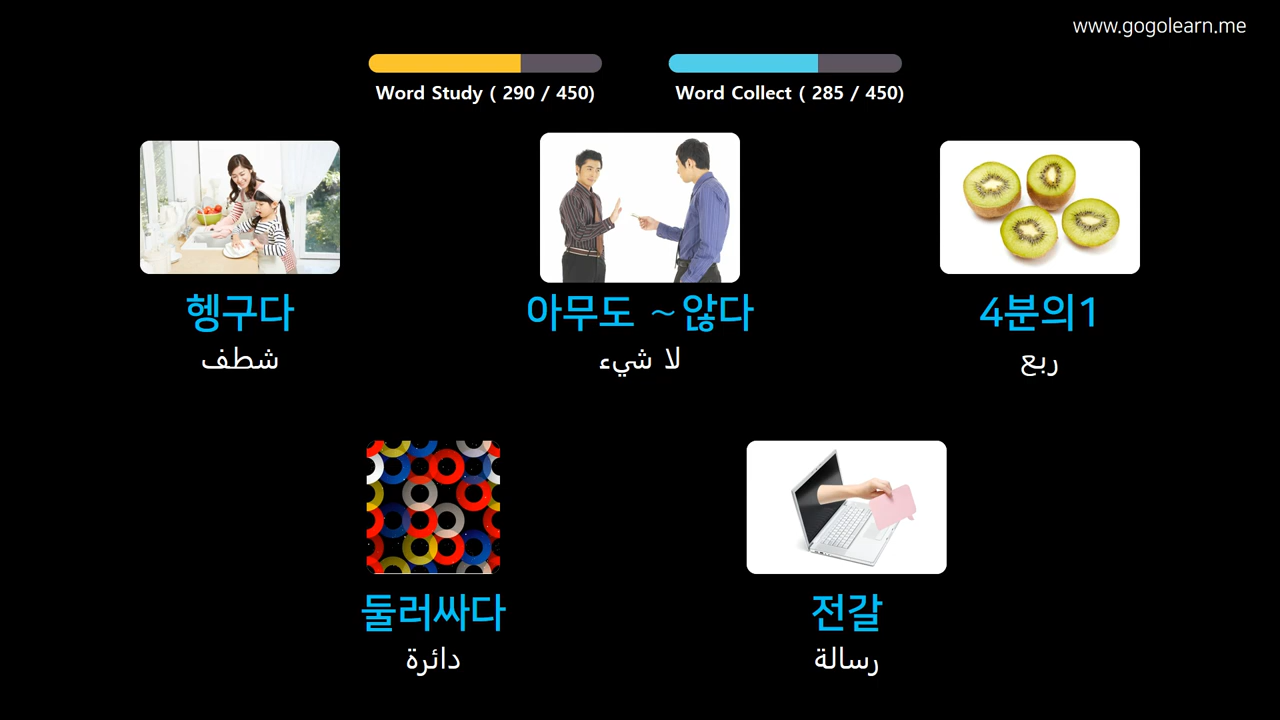 www.gogolearn.me
Word Study ( 290 / 450)
Word Collect ( 285 / 450)
헹구다
شطف
아무도 ~않다
لا شيء
4분의1
ربع
둘러싸다
دائرة
전갈
رسالة